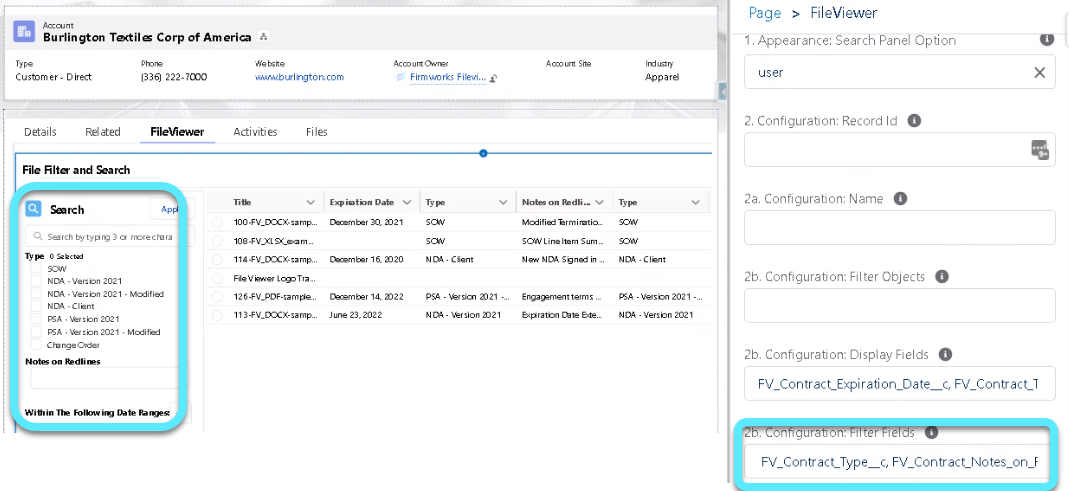 Account
Burlington Textiles Corp of America
Type
Phone
Website
Account Owner
Account Site
Industry
Customer - Direct
(336) 222-7000
www.burlington.com
Firmworks Filevi...
Apparel
Details
Related
FileViewer
Activities
Files
File Filter and Search
Search
Appl
Search by typing 3 or more chara
Type 0 Selected
SOW
NDA - Version 2021
NDA - Version 2021 - Modified
NDA - Client
PSA - Version 2021
PSA - Version 2021 - Modified
Change Order
Notes on Redlines
Within The Following Date Ranges:
Title Expiration Date Type Notes on Redli... Type
100-FV_DOCX-samp... December 30, 2021 SOW Modified Terminatio... SOW
108-FV_XLSX_exam... SOW SOW Line Item Sum... SOW
114-FV_DOCX-samp... December 16, 2020 NDA - Client New NDA Signed in ... NDA - Client
FileViewer LogoTra...
126-FV_PDF-sample... December 14, 2022 PSA - Version 2021 -... Engagement terms ... PSA - Version 2021 -...
113-FV_DOCX-samp... June 23, 2022 NDA - Version 2021 Expiration Date Exte... NDA - Version 2021
Page > FileViewer
1. Appearance: Search Panel Option
user
2. Configuration: Record Id
2a. Configuration: Name
2b. Configuration: Filter Objects
2b. Configuration: Display Fields
FV_Contract_Expiration_Date__c, FV_Contract_T
2b. Configuration: Filter Fields
FV_Contract_Type__c, FV_Contract_Notes_on_F